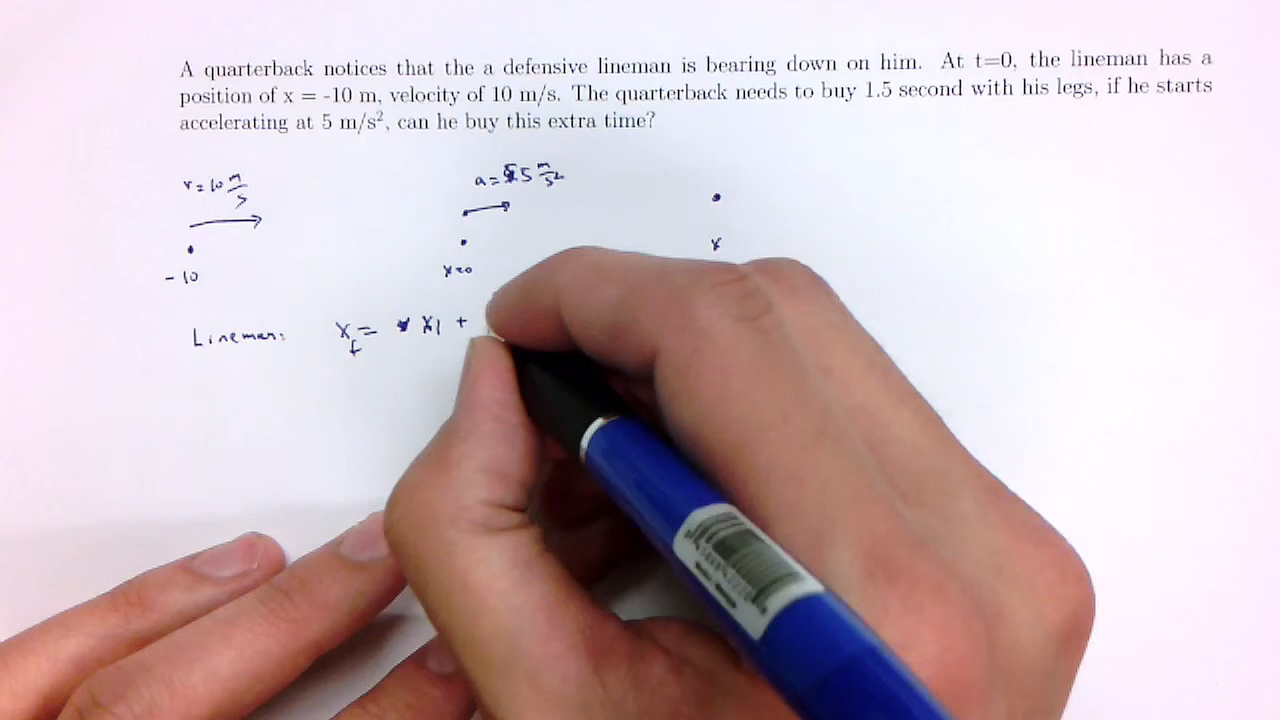 A quarterback notices that the a defensive lineman is bearing down on him. At t=0, the lineman has a
position of x = -10 m, velocity of 10 m/s. The quarterback needs to buy 1.5 second with his legs, if he starts
accelerating at 5 m/s², can he buy this extra time?
v=10 m/s
a=5 m/s²
-10
x=0
x
Lineman: x_f = x_i +